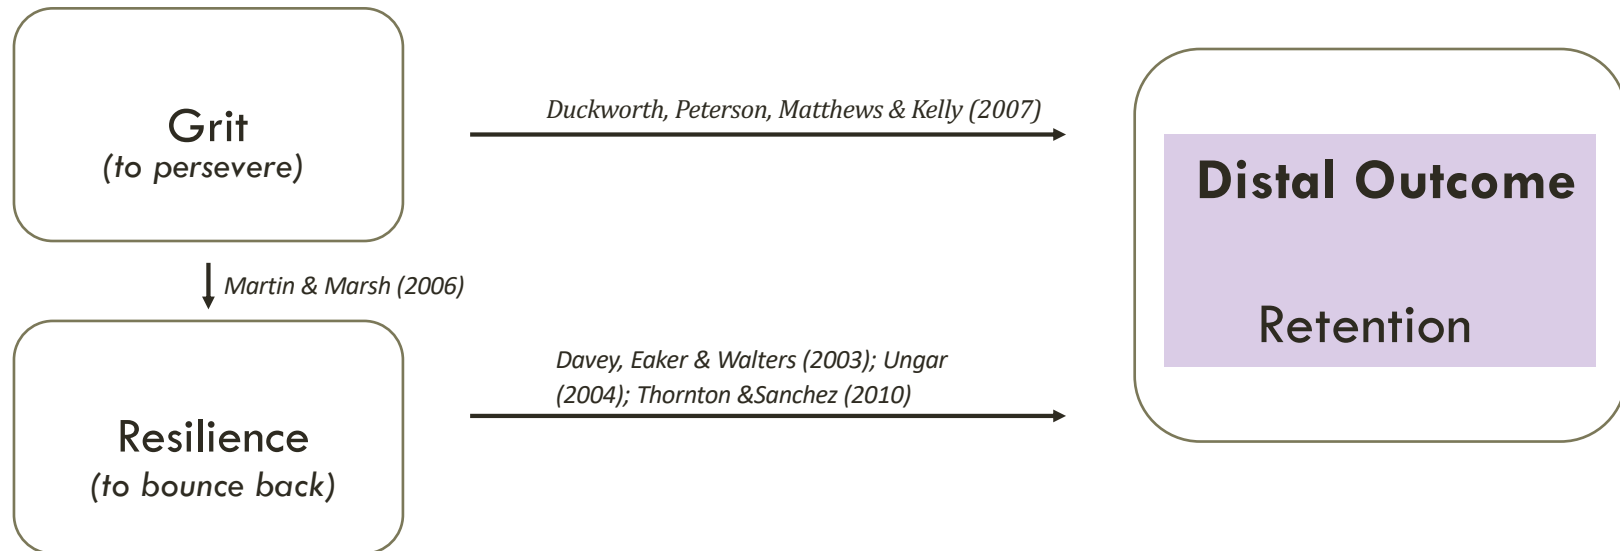 Grit
(to persevere)
Duckworth, Peterson, Matthews & Kelly (2007)
Distal Outcome
Retention
Martin & Marsh (2006)
Resilience
(to bounce back)
Davey, Eaker & Walters (2003); Ungar
(2004); Thornton &Sanchez (2010)